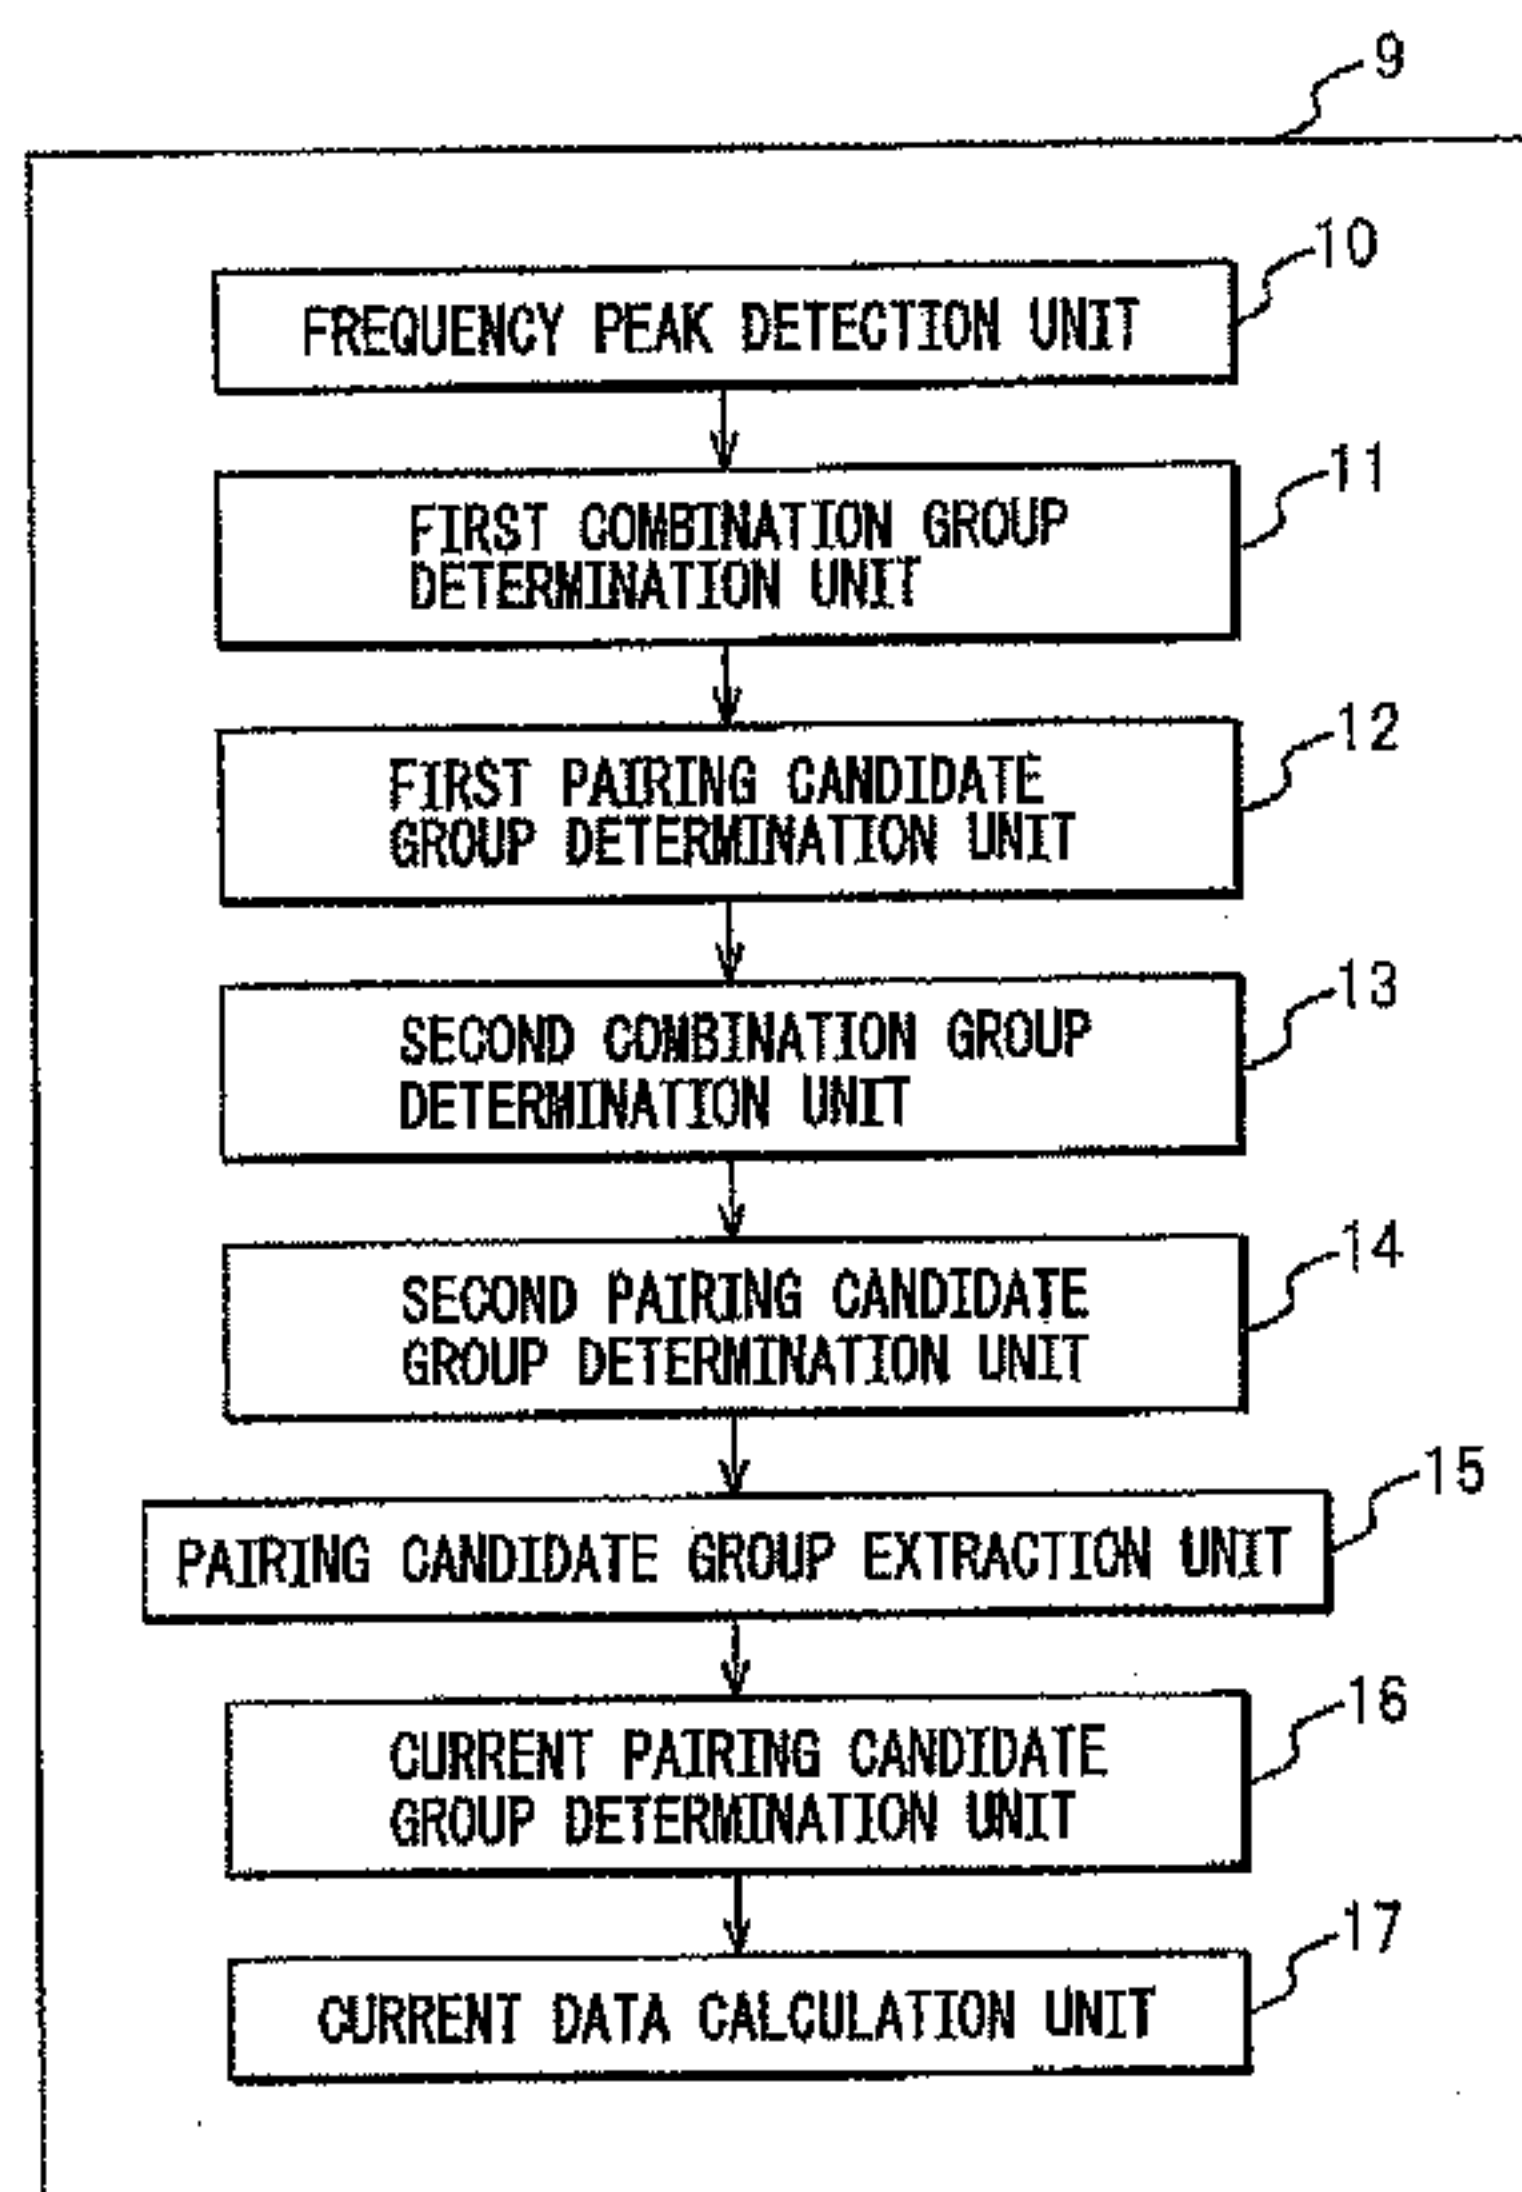 9
10
FREQUENCY PEAK DETECTION UNIT
11
FIRST COMBINATION GROUP
DETERMINATION UNIT
12
FIRST PAIRING CANDIDATE
GROUP DETERMINATION UNIT
13
SECOND COMBINATION GROUP
DETERMINATION UNIT
14
SECOND PAIRING CANDIDATE
GROUP DETERMINATION UNIT
15
PAIRING CANDIDATE GROUP EXTRACTION UNIT
16
CURRENT PAIRING CANDIDATE
GROUP DETERMINATION UNIT
17
CURRENT DATA CALCULATION UNIT